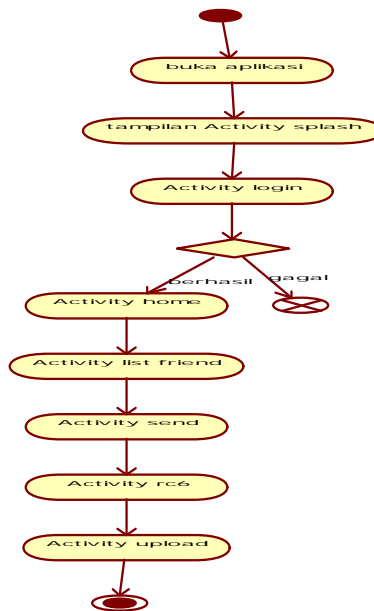 buka aplikasi
tampilan Activity splash
Activity login
berhasil
gagal
Activity home
Activity list friend
Activity send
Activity rc6
Activity upload